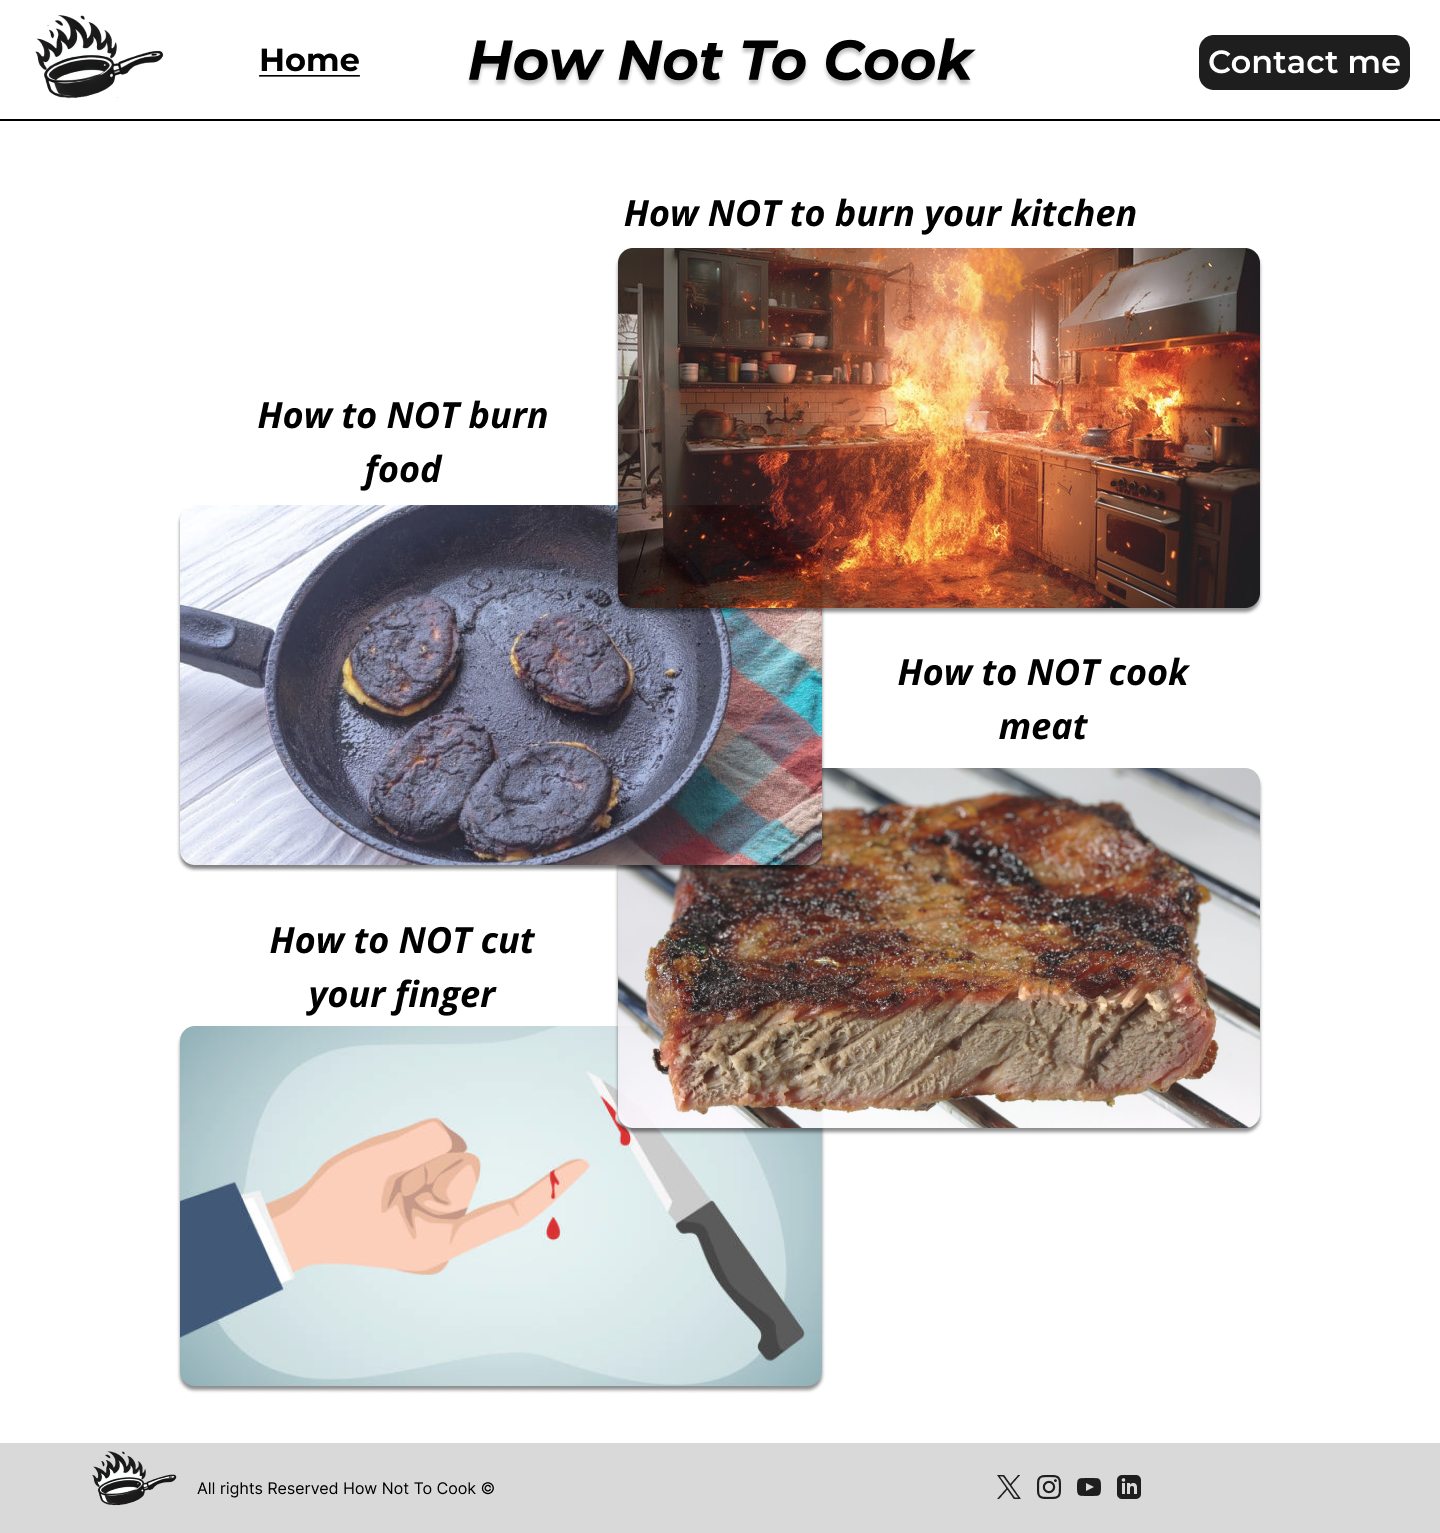 Home
How Not To Cook
Contact me
How NOT to burn your kitchen
How to NOT burn
food
How to NOT cook
meat
How to NOT cut
your finger
All rights Reserved How Not To Cook ©